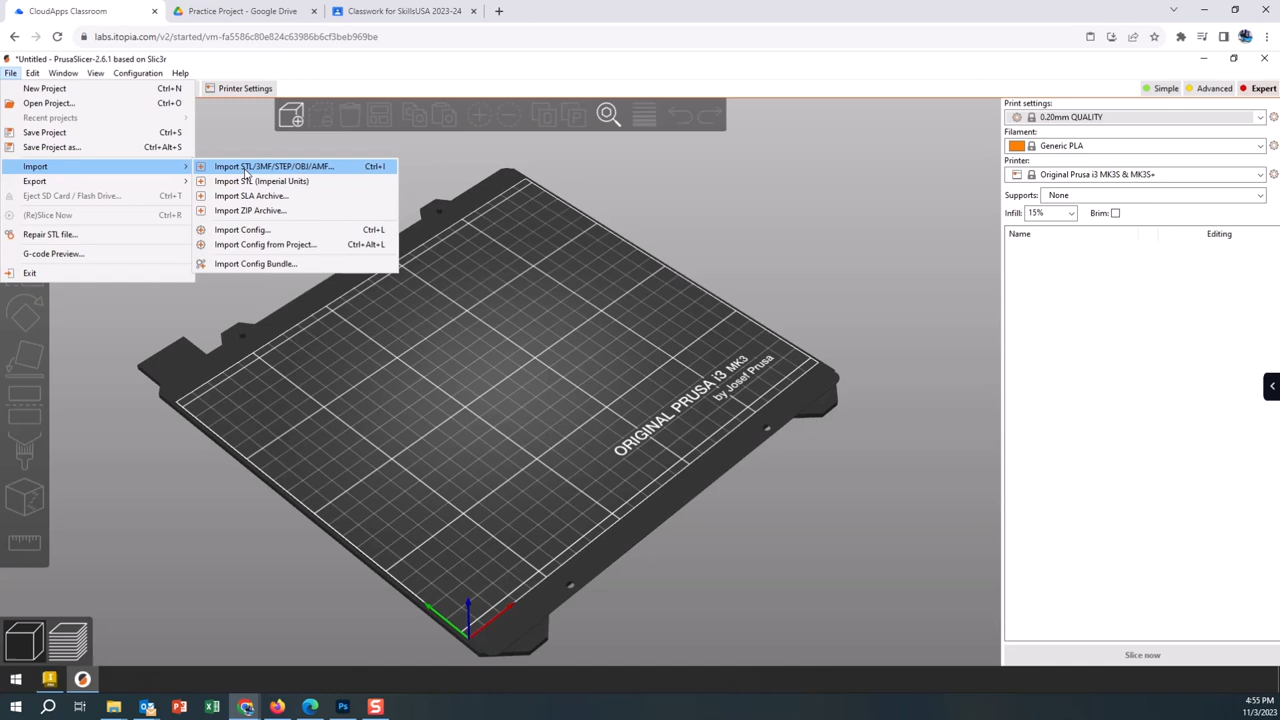 CloudApps Classroom
Practice Project - Google Drive
Classwork for SkillsUSA 2023-24
labs.itopia.com/v2/started/vm-fa5586c80e824c63986b6cf3beb969be
*Untitled - PrusaSlicer-2.6.1 based on Slic3r
File Edit Window View Configuration Help
New Project Ctrl+N
Open Project... Ctrl+O
Recent projects
Save Project Ctrl+S
Save Project as... Ctrl+Alt+S
Import
Export
Eject SD Card / Flash Drive... Ctrl+T
(Re)Slice Now Ctrl+R
Repair STL file...
G-code Preview...
Exit
Import STL/3MF/STEP/OBJ/AMF... Ctrl+I
Import STL (Imperial Units)
Import SLA Archive...
Import ZIP Archive...
Import Config... Ctrl+L
Import Config from Project... Ctrl+Alt+L
Import Config Bundle...
Printer Settings
Simple Advanced Expert
Print settings:
0.20mm QUALITY
Filament:
Generic PLA
Printer:
Original Prusa i3 MK3S & MK3S+
Supports: None
Infill: 15% Brim:
Name Editing
ORIGINAL PRUSA i3 MK3
by Josef Prusa
Slice now
4:55 PM
11/3/2023